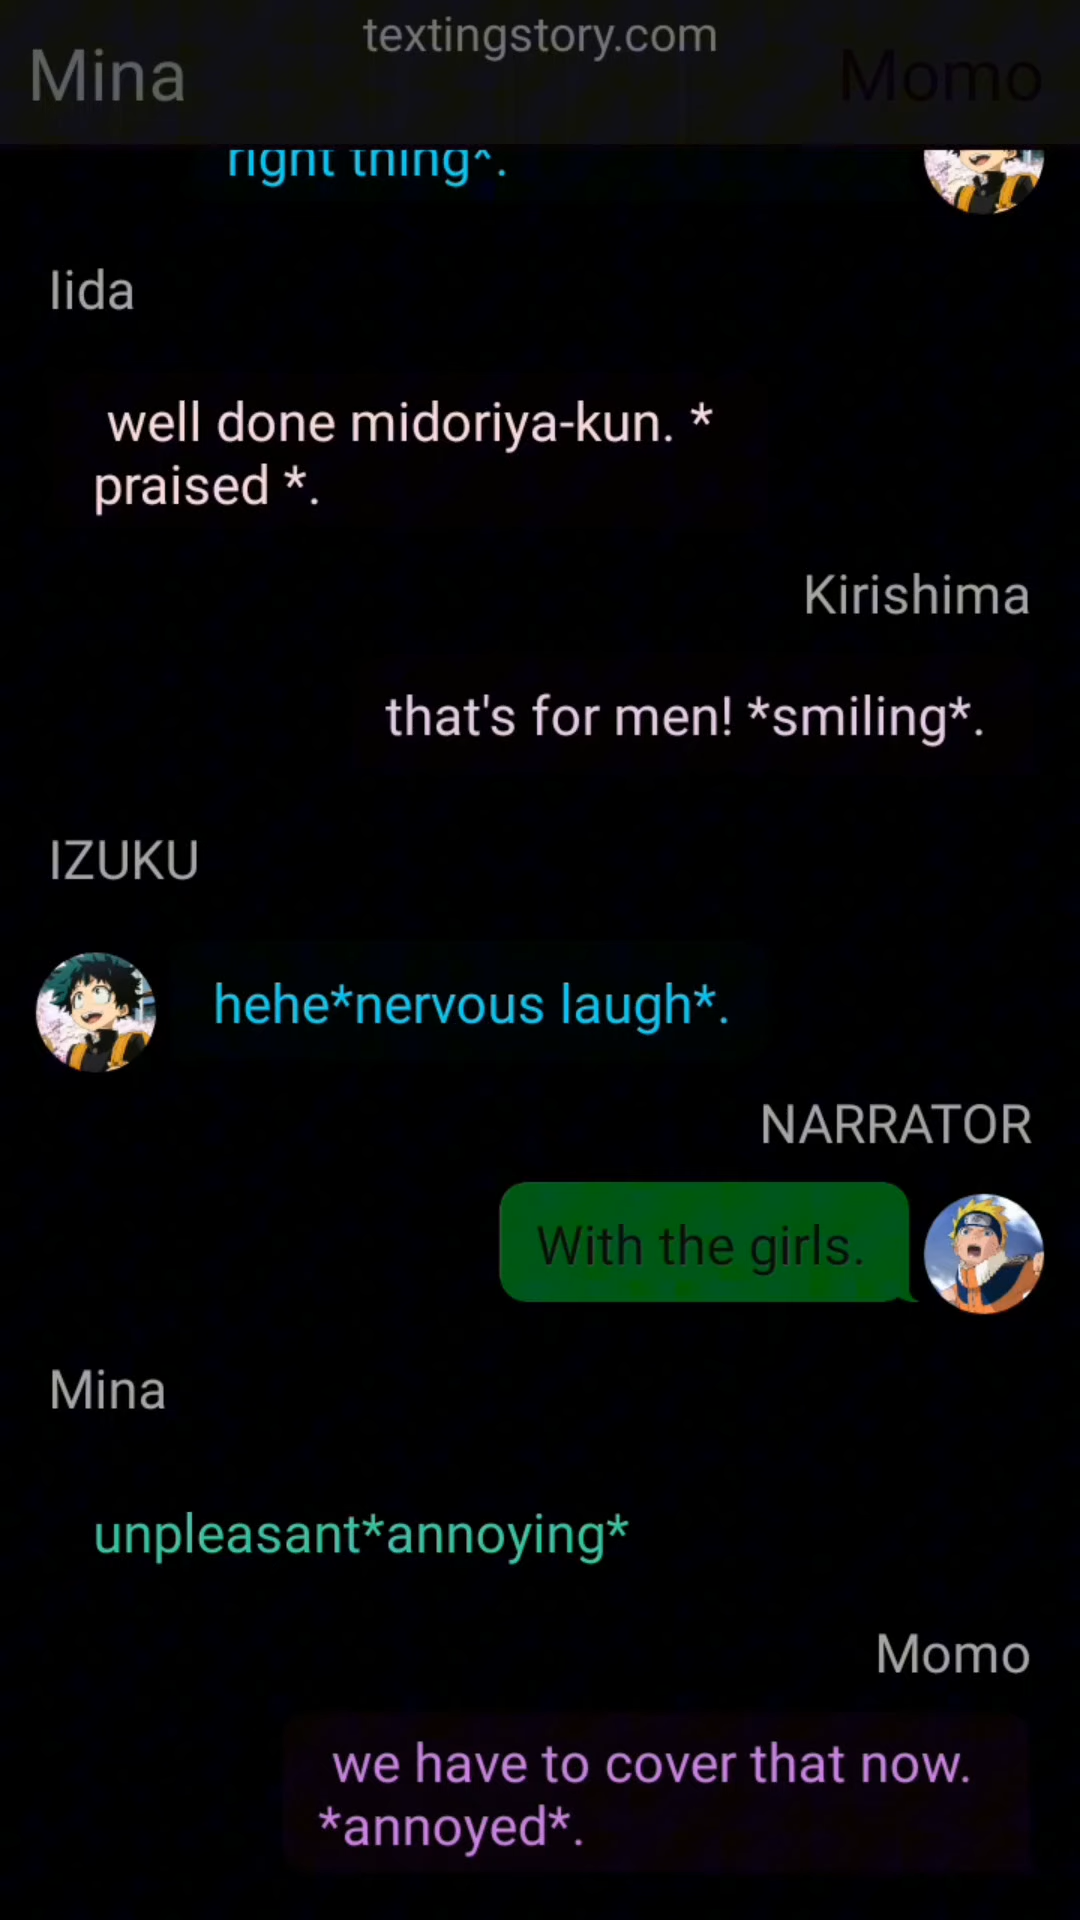 textingstory.com
Mina
Momo
right thing*.
Iida
well done midoriya-kun. *
praised *.
Kirishima
that's for men! *smiling*.
IZUKU
hehe*nervous laugh*.
NARRATOR
With the girls.
Mina
unpleasant*annoying*
Momo
we have to cover that now.
*annoyed*.